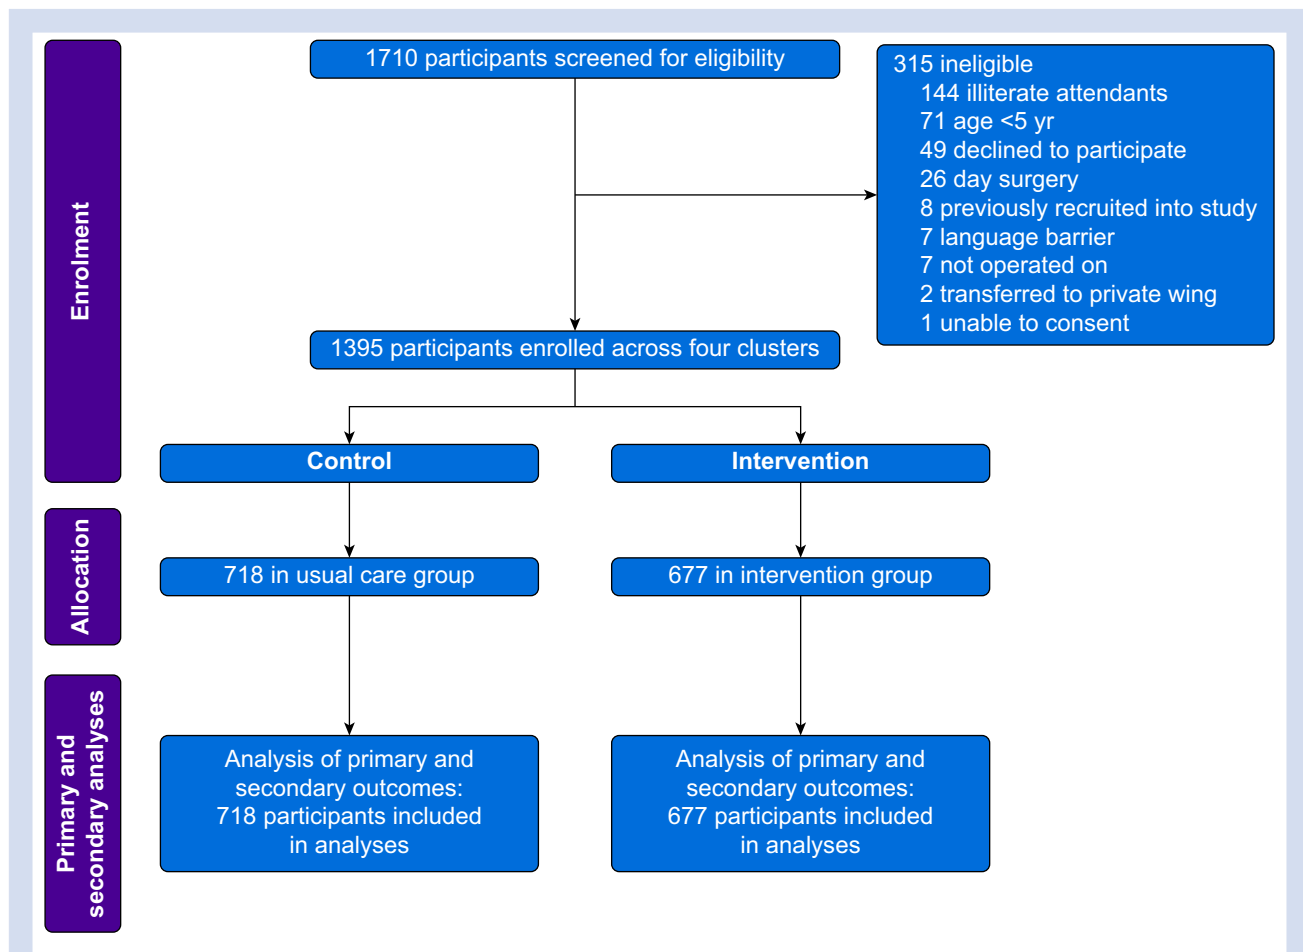 Enrolment
1710 participants screened for eligibility
315 ineligible
144 illiterate attendants
71 age <5 yr
49 declined to participate
26 day surgery
8 previously recruited into study
7 language barrier
7 not operated on
2 transferred to private wing
1 unable to consent
1395 participants enrolled across four clusters
Control
Intervention
Allocation
718 in usual care group
677 in intervention group
Primary and
secondary analyses
Analysis of primary and
secondary outcomes:
718 participants included
in analyses
Analysis of primary and
secondary outcomes:
677 participants included
in analyses